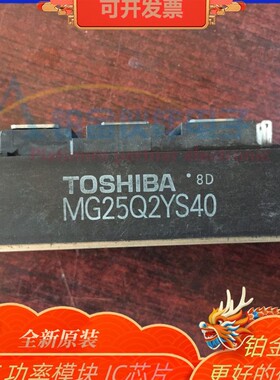 可开发票
TOSHIBA 8D
MG25Q2YS40
全新原装
铂金
功率模块 IC芯片
更好的